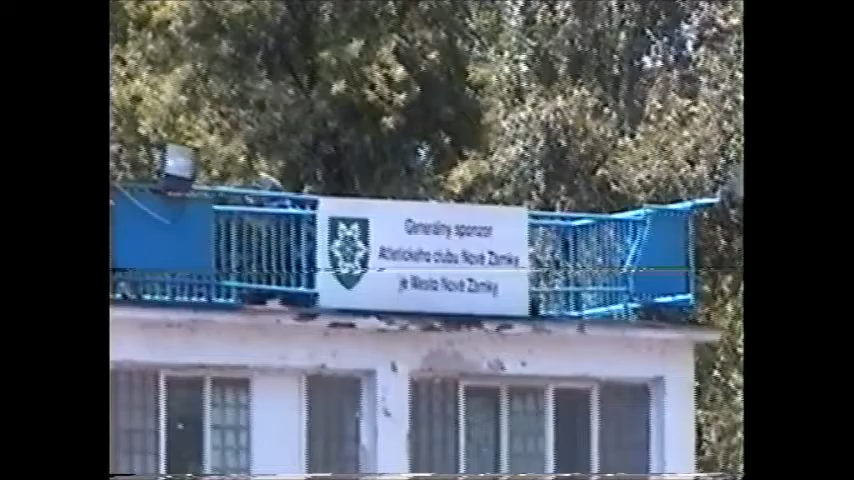 Generálny sponzor
Atletického clubu Nové Zámky
je Mesto Nové Zámky